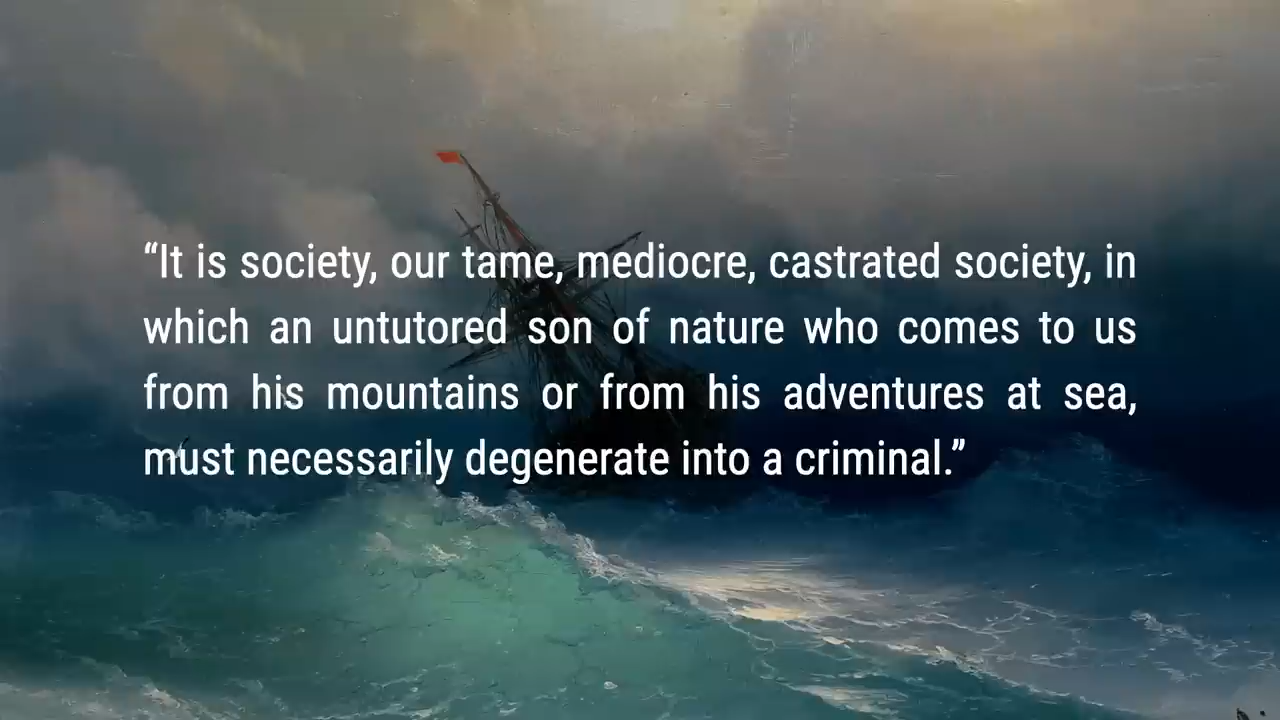 “It is society, our tame, mediocre, castrated society, in
which an untutored son of nature who comes to us
from his mountains or from his adventures at sea,
must necessarily degenerate into a criminal.”